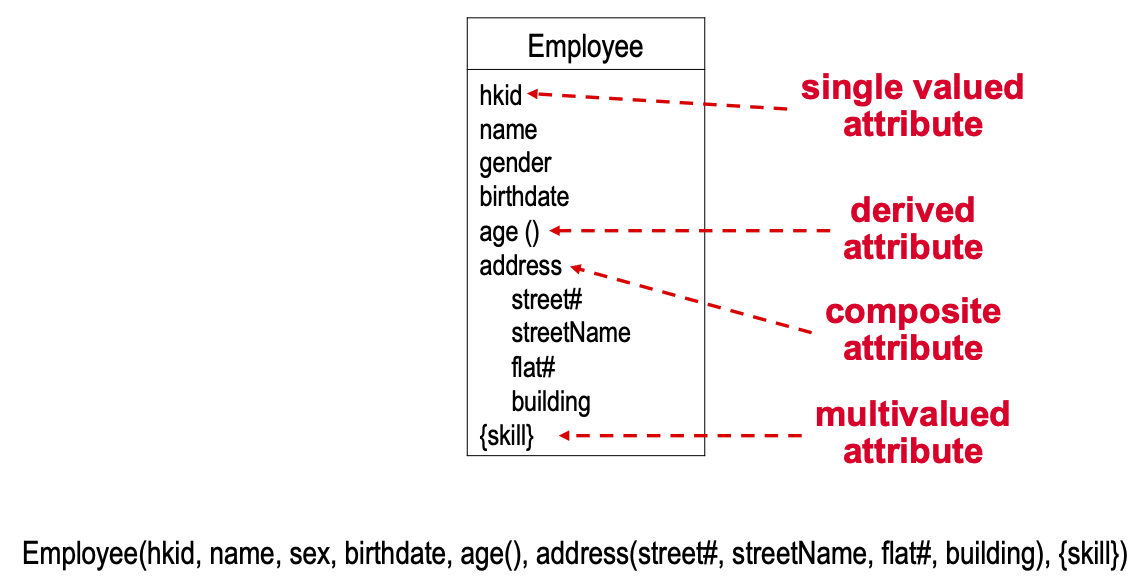 Employee
hkid
single valued
attribute
name
gender
birthdate
derived
attribute
age ()
address
street#
composite
attribute
streetName
flat#
building
multivalued
attribute
{skill}
Employee(hkid, name, sex, birthdate, age(), address(street#, streetName, flat#, building), {skill})